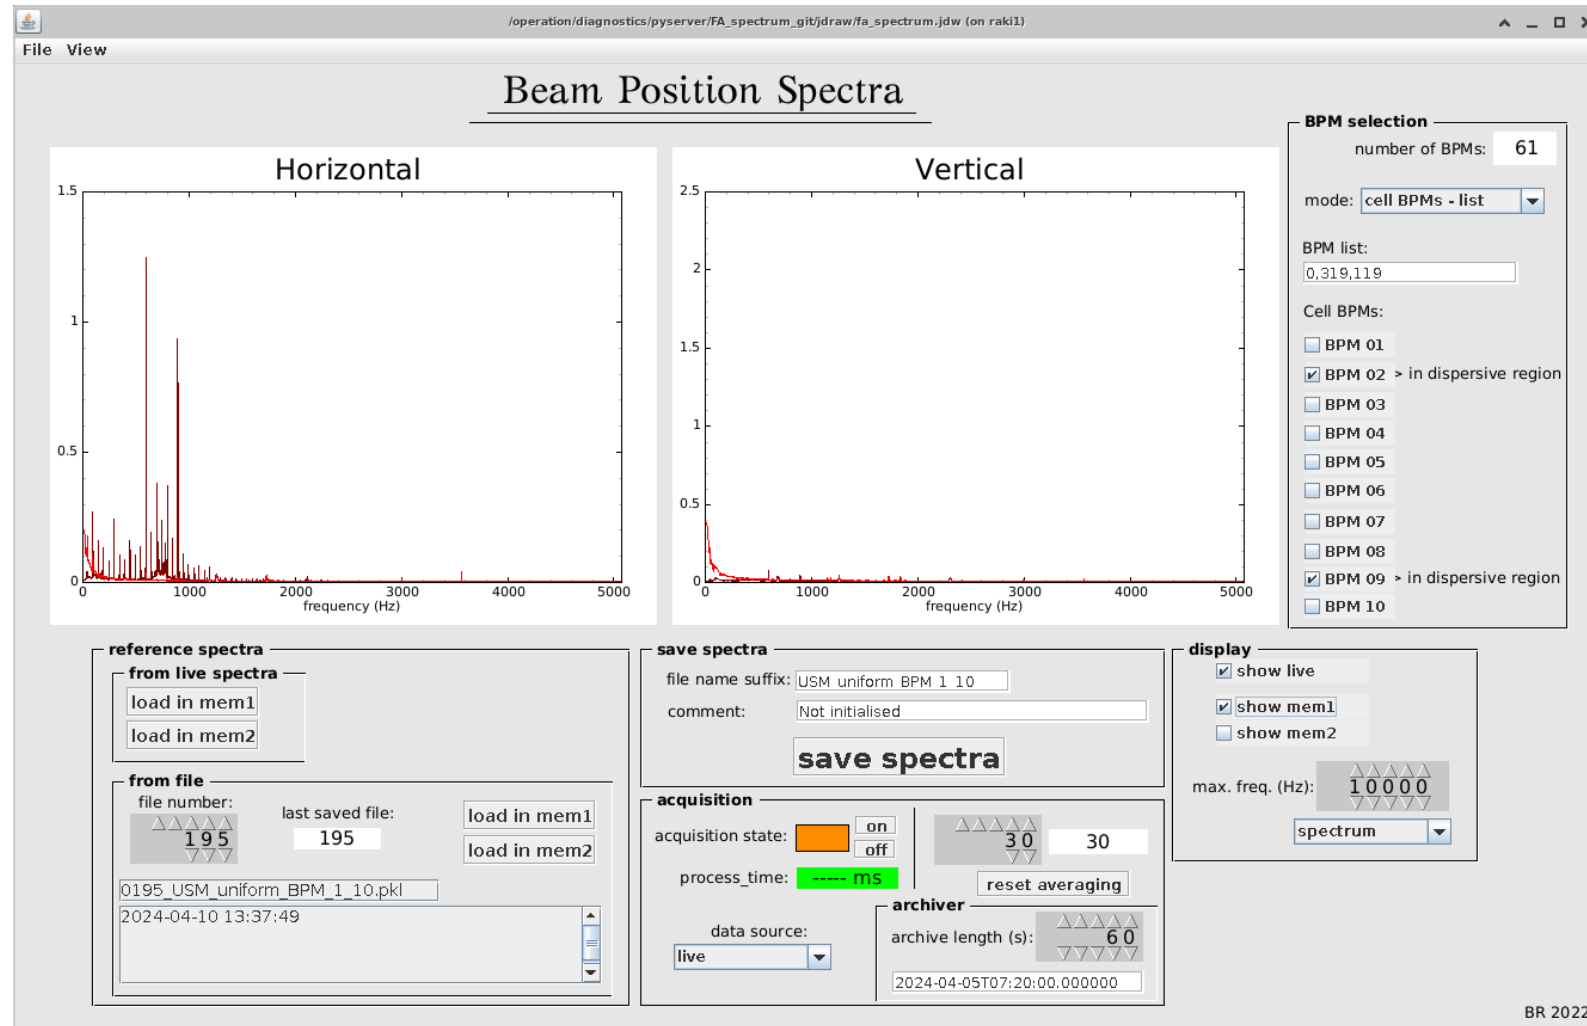 /operation/diagnostics/pyserver/FA_spectrum_git/jdraw/fa_spectrum.jdw (on raki1)
File View
Beam Position Spectra
Horizontal
1.5
1
0.5
0
0 1000 2000 3000 4000 5000
frequency (Hz)
Vertical
2.5
2
1.5
1
0.5
0
0 1000 2000 3000 4000 5000
frequency (Hz)
BPM selection
number of BPMs: 61
mode: cell BPMs - list
BPM list:
0,319,119
Cell BPMs:
BPM 01
BPM 02 > in dispersive region
BPM 03
BPM 04
BPM 05
BPM 06
BPM 07
BPM 08
BPM 09 > in dispersive region
BPM 10
reference spectra
from live spectra
load in mem1
load in mem2
from file
file number:
195
last saved file:
195
load in mem1
load in mem2
0195_USM_uniform_BPM_1_10.pkl
2024-04-10 13:37:49
save spectra
file name suffix: USM_uniform_BPM_1_10
comment: Not initialised
save spectra
acquisition
acquisition state: on
off
process_time: ----- ms
30 30
reset averaging
data source:
live
archiver
archive length (s): 60
2024-04-05T07:20:00.000000
display
show live
show mem1
show mem2
max. freq. (Hz): 10000
spectrum
BR 2022